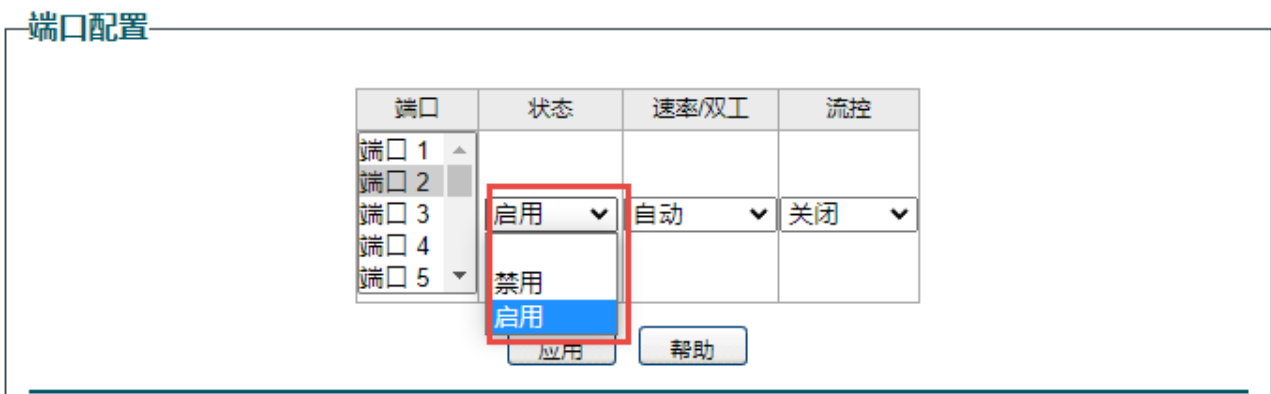 端口配置
端口 状态 速率/双工 流控
端口 1
端口 2
端口 3 启用 自动 关闭
端口 4
端口 5 禁用
启用
应用 帮助